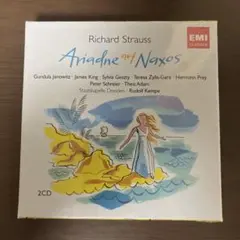 Richard Strauss
EMI
CLASSICS
Ariadne auf Naxos
Gundula Janowitz · James King · Sylvia Geszty · Teresa Zylis-Gara · Hermann Prey
Peter Schreier · Theo Adam
Staatskapelle Dresden · Rudolf Kempe
2CD